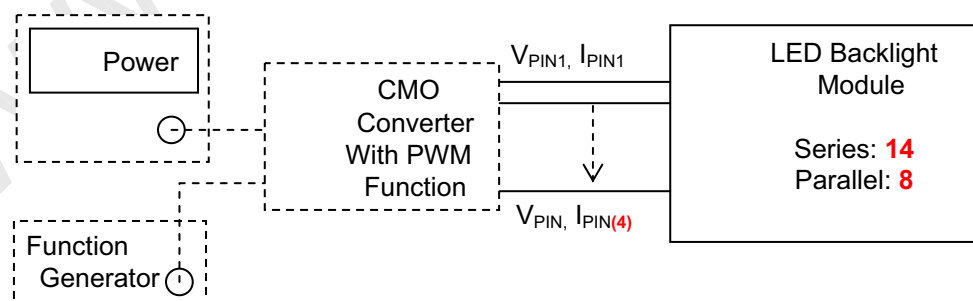 Power
CMO
Converter
With PWM
Function
Function
Generator
VPIN1, IPIN1
VPIN, IPIN(4)
LED Backlight
Module
Series: 14
Parallel: 8